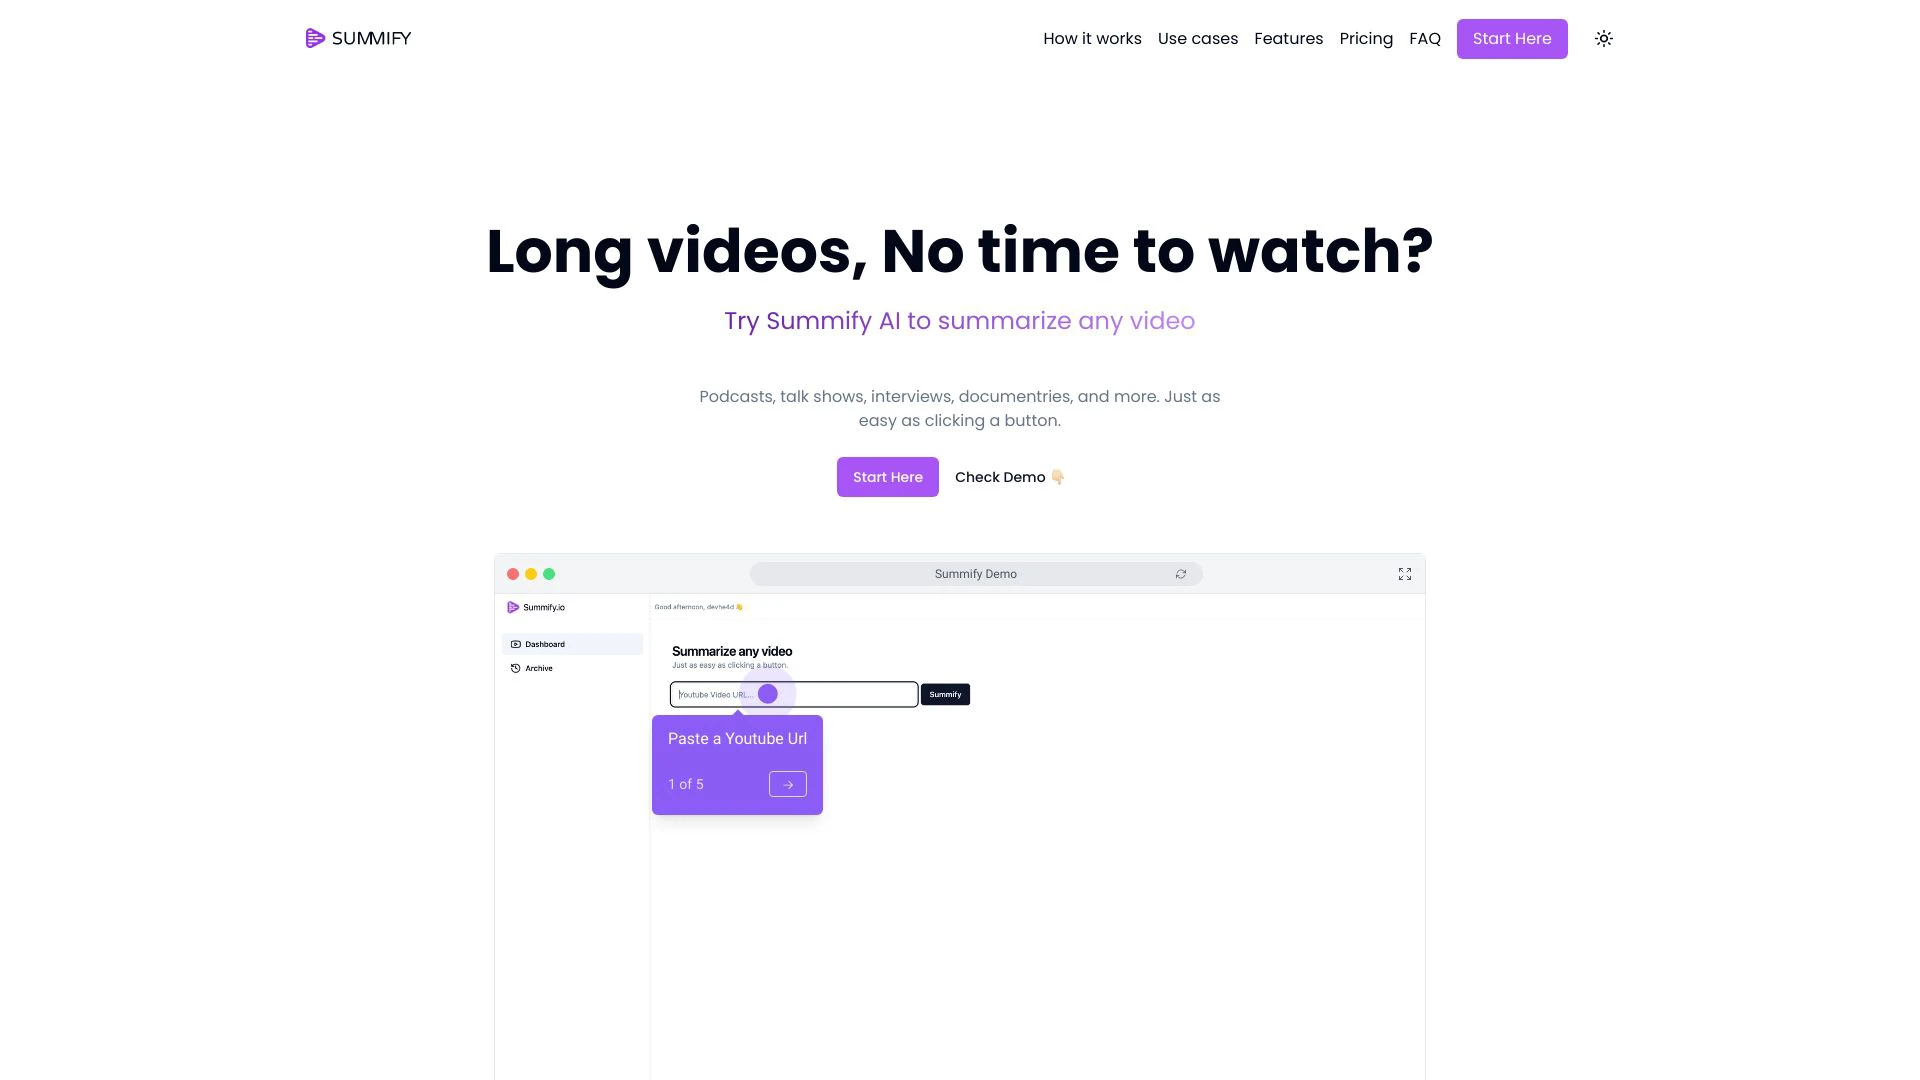 SUMMIFY
How it works
Use cases
Features
Pricing
FAQ
Start Here
Long videos, No time to watch?
Try Summify AI to summarize any video
Podcasts, talk shows, interviews, documentries, and more. Just as
easy as clicking a button.
Start Here
Check Demo 👇🏻
Summify Demo
Summify.io
Good afternoon, devhe4d 👋
Dashboard
Archive
Summarize any video
Just as easy as clicking a button.
Youtube Video URL...
Summify
Paste a Youtube Url
1 of 5